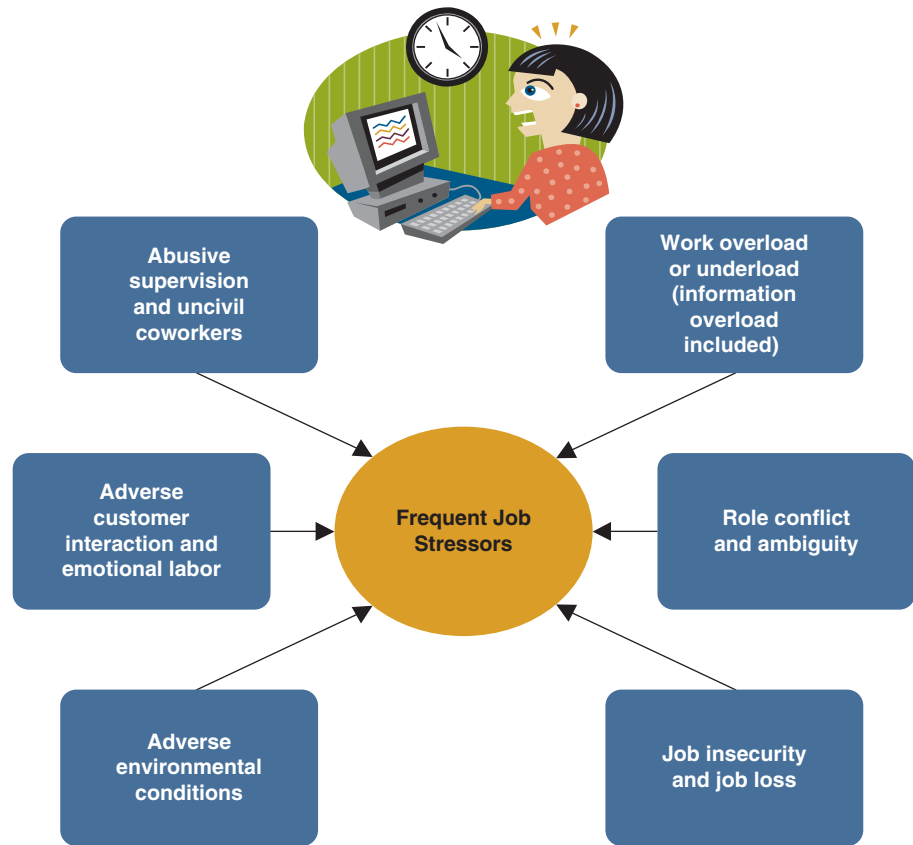 Abusive
supervision
and uncivil
coworkers
Work overload
or underload
(information
overload
included)
Adverse
customer
interaction and
emotional labor
Frequent Job
Stressors
Role conflict
and ambiguity
Adverse
environmental
conditions
Job insecurity
and job loss